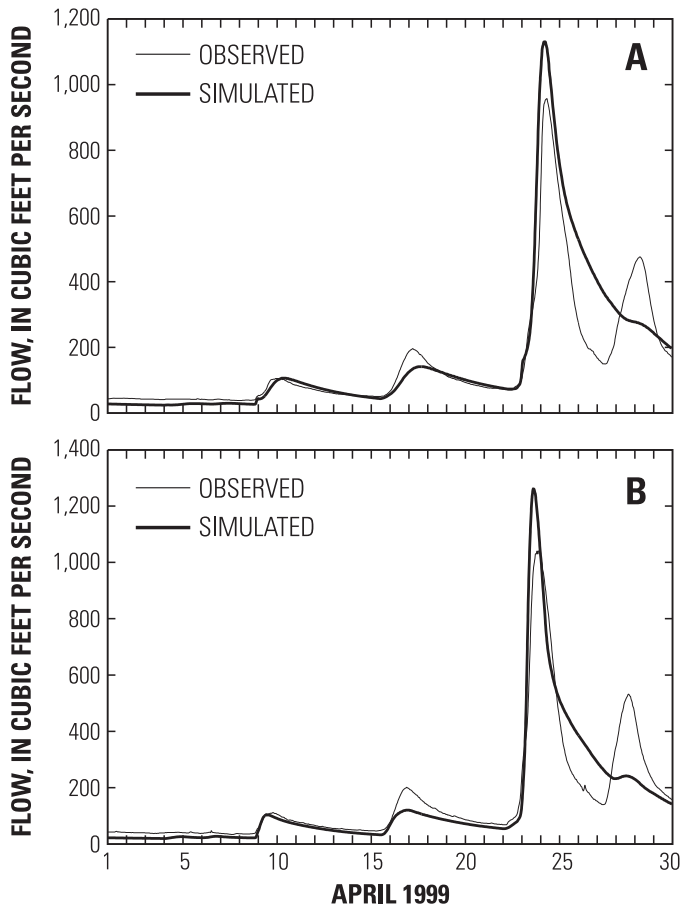 FLOW, IN CUBIC FEET PER SECOND
1,200
1,000
800
600
400
200
0
OBSERVED
SIMULATED
A
FLOW, IN CUBIC FEET PER SECOND
1,400
1,200
1,000
800
600
400
200
0
OBSERVED
SIMULATED
B
1 5 10 15 20 25 30
APRIL 1999